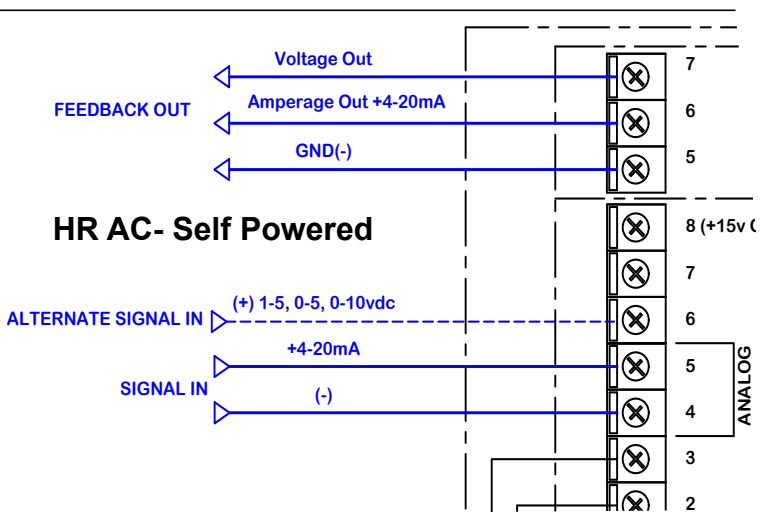 Voltage Out
7
FEEDBACK OUT
Amperage Out +4-20mA
6
GND(-)
5
HR AC- Self Powered
8 (+15v
7
(+) 1-5, 0-5, 0-10vdc
ALTERNATE SIGNAL IN
6
+4-20mA
5
SIGNAL IN
(-)
4
ANALOG
3
2